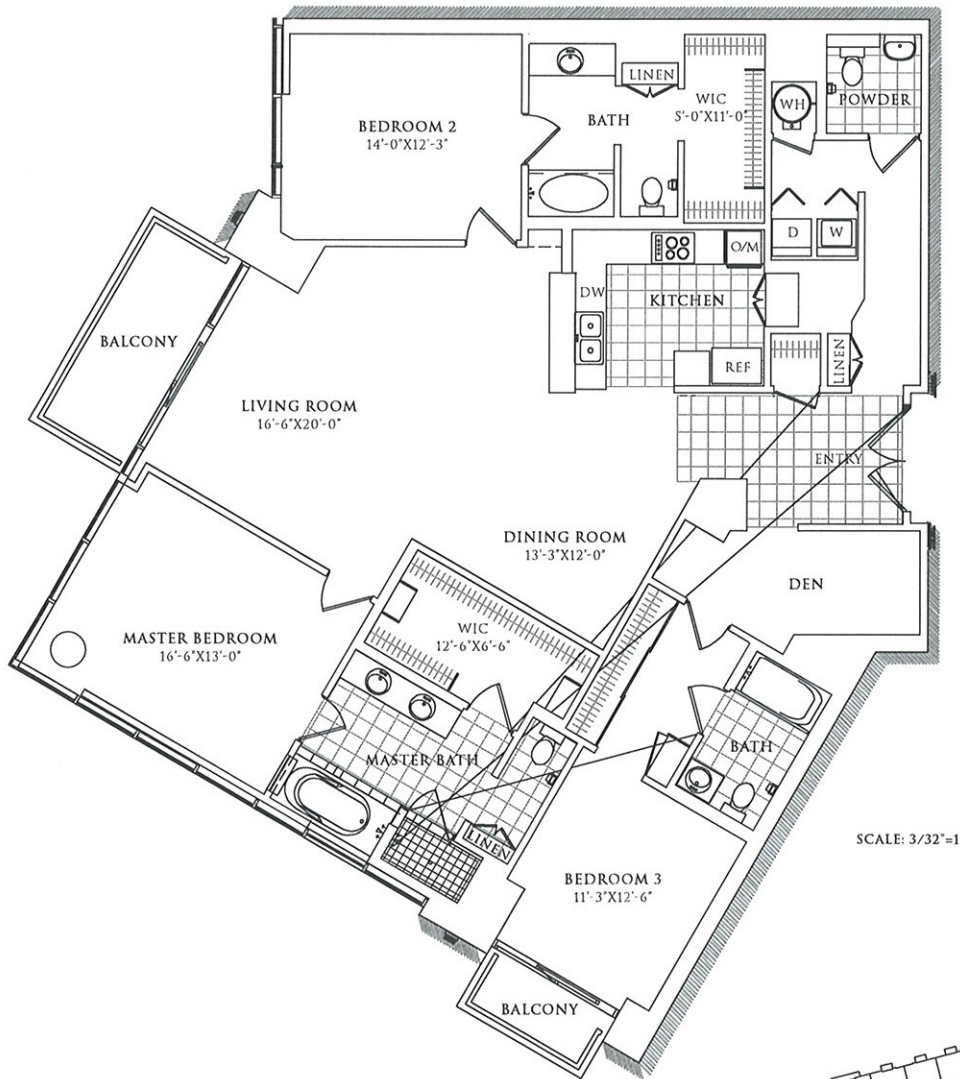 LINEN
WIC
5'-0"X11'-0"
WH
POWDER
BEDROOM 2
14'-0"X12'-3"
BATH
D
W
O/M
DW
KITCHEN
BALCONY
REF
LINEN
LIVING ROOM
16'-6"X20'-0"
ENTRY
DINING ROOM
13'-3"X12'-0"
DEN
WIC
12'-6"X6'-6"
MASTER BEDROOM
16'-6"X13'-0"
BATH
MASTER BATH
LINEN
SCALE: 3/32"=1
BEDROOM 3
11'-3"X12'-6"
BALCONY